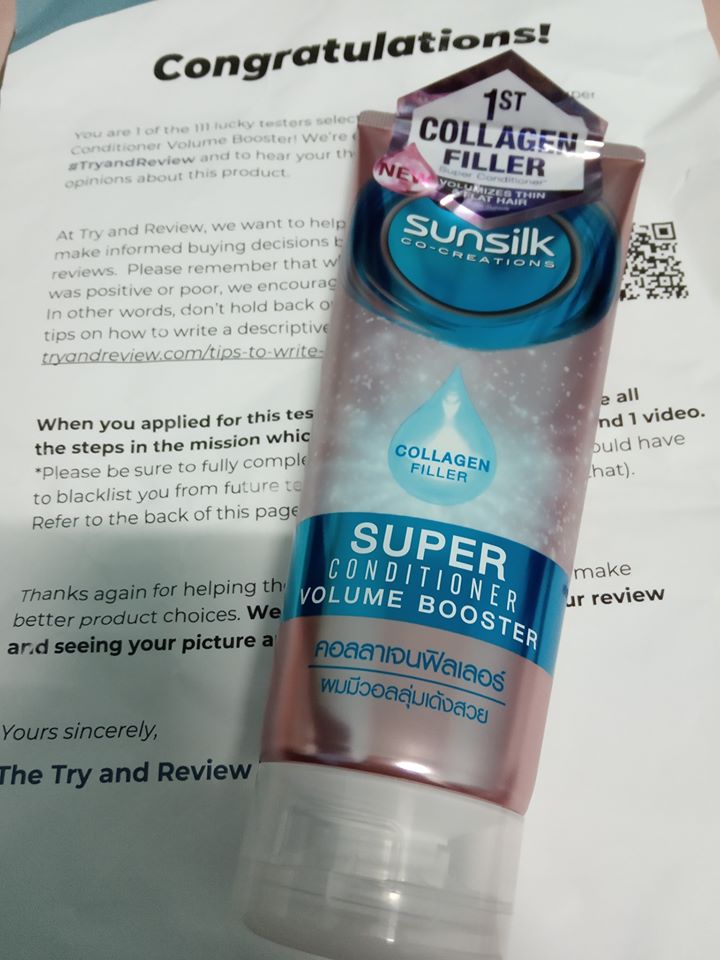 Congratulations!
You are 1 of the 111 lucky testers selec
Conditioner Volume Booster! We're
#TryandReview and to hear your th
opinions about this product.
At Try and Review, we want to help
make informed buying decisions b
reviews. Please remember that w
was positive or poor, we encourag
In other words, don't hold back o
tips on how to write a descriptive
tryandreview.com/tips-to-write-
When you applied for this tes
e all
the steps in the mission whic
nd 1 video.
*Please be sure to fully comple
ould have
to blacklist you from future te
hat).
Refer to the back of this page
Thanks again for helping th
make
better product choices. We
ur review
and seeing your picture a
Yours sincerely,
The Try and Review
1ST
COLLAGEN
FILLER
Super Conditioner
NEW
VOLUMIZES THIN
& FLAT HAIR
sunsilk
CO-CREATIONS
COLLAGEN
FILLER
SUPER
CONDITIONER
VOLUME BOOSTER
คอลลาเจนฟิลเลอร์
ผมมีวอลลุ่มเด้งสวย